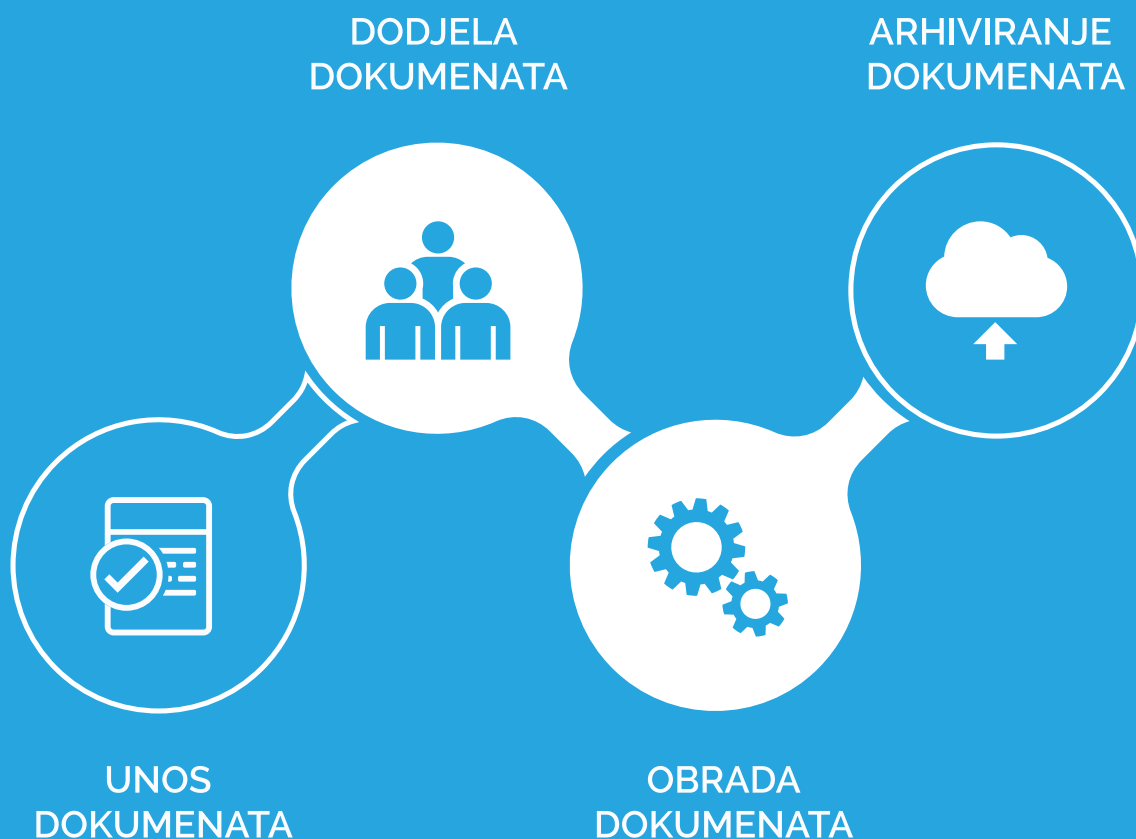 DODJELA
DOKUMENATA
ARHIVIRANJE
DOKUMENATA
UNOS
DOKUMENATA
OBRADA
DOKUMENATA